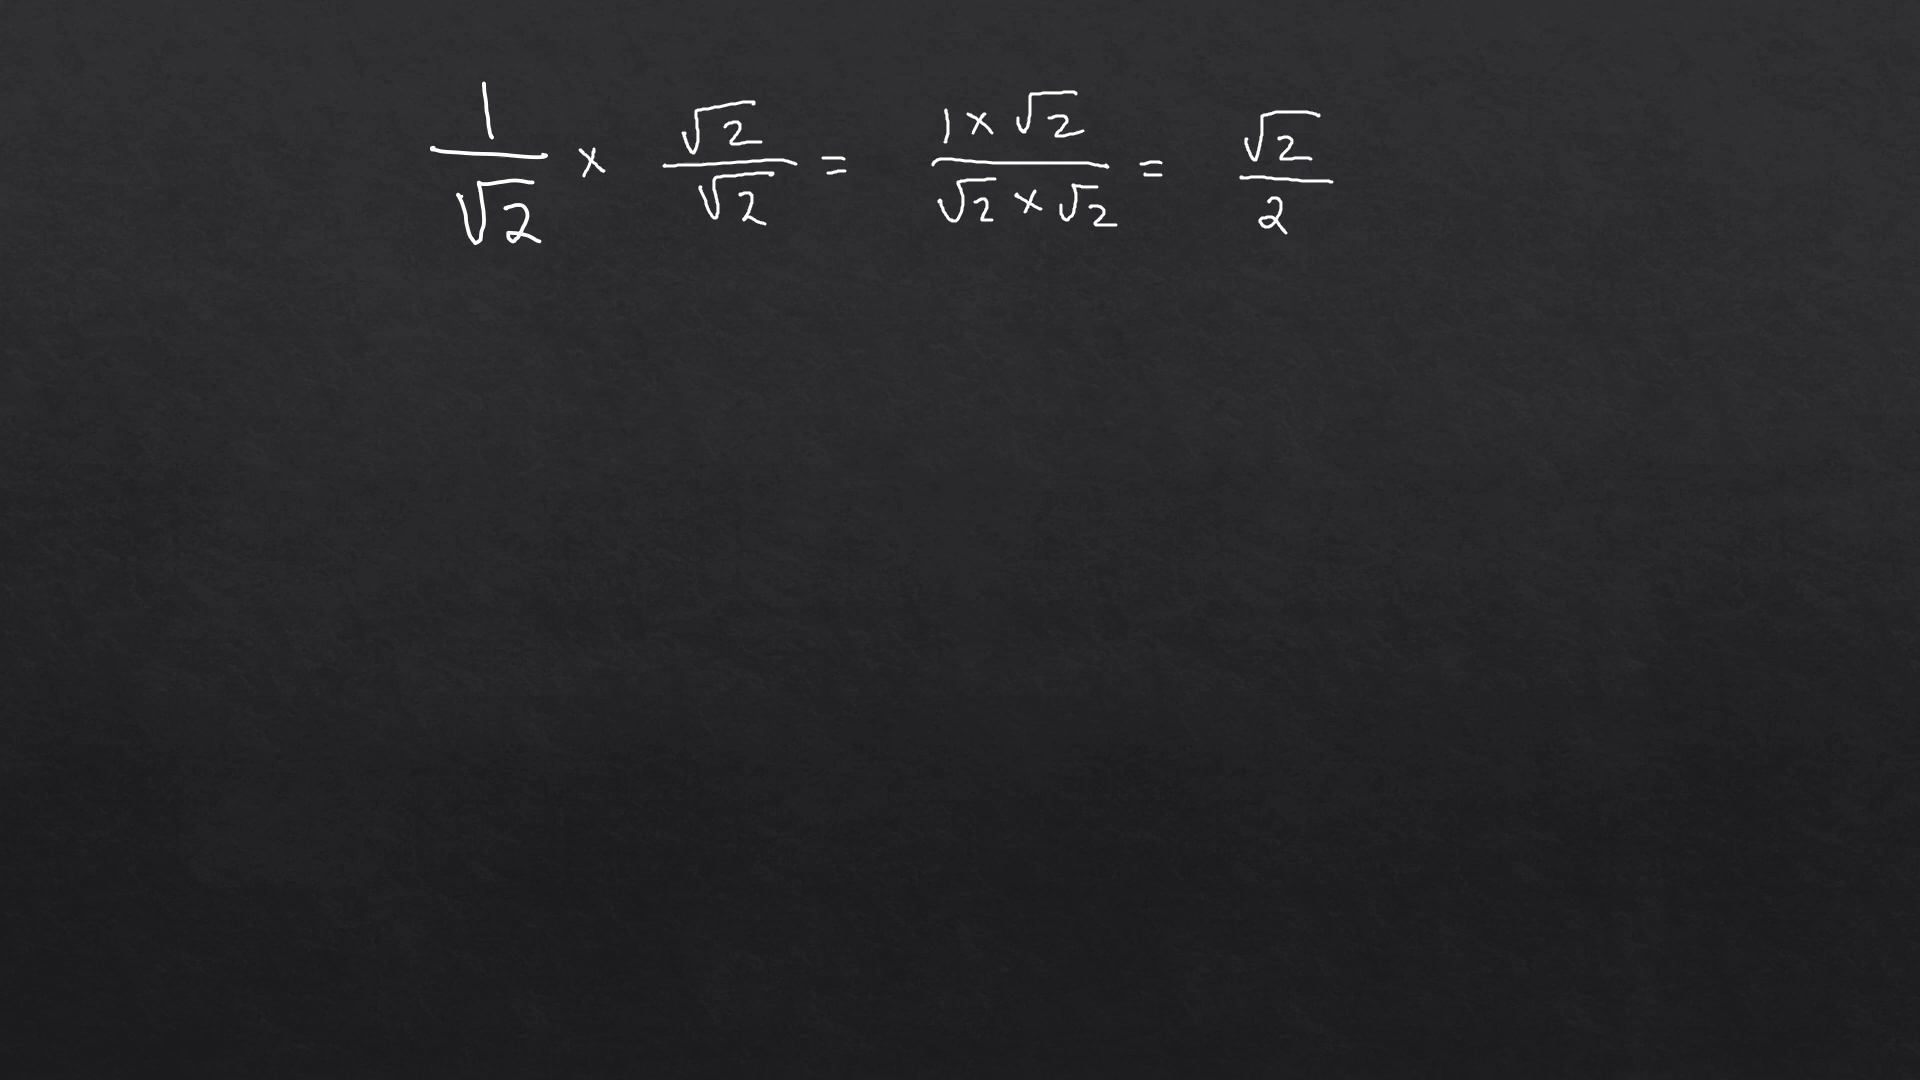 1/√2 × √2/√2 = 1 × √2/√2 × √2 = √2/2